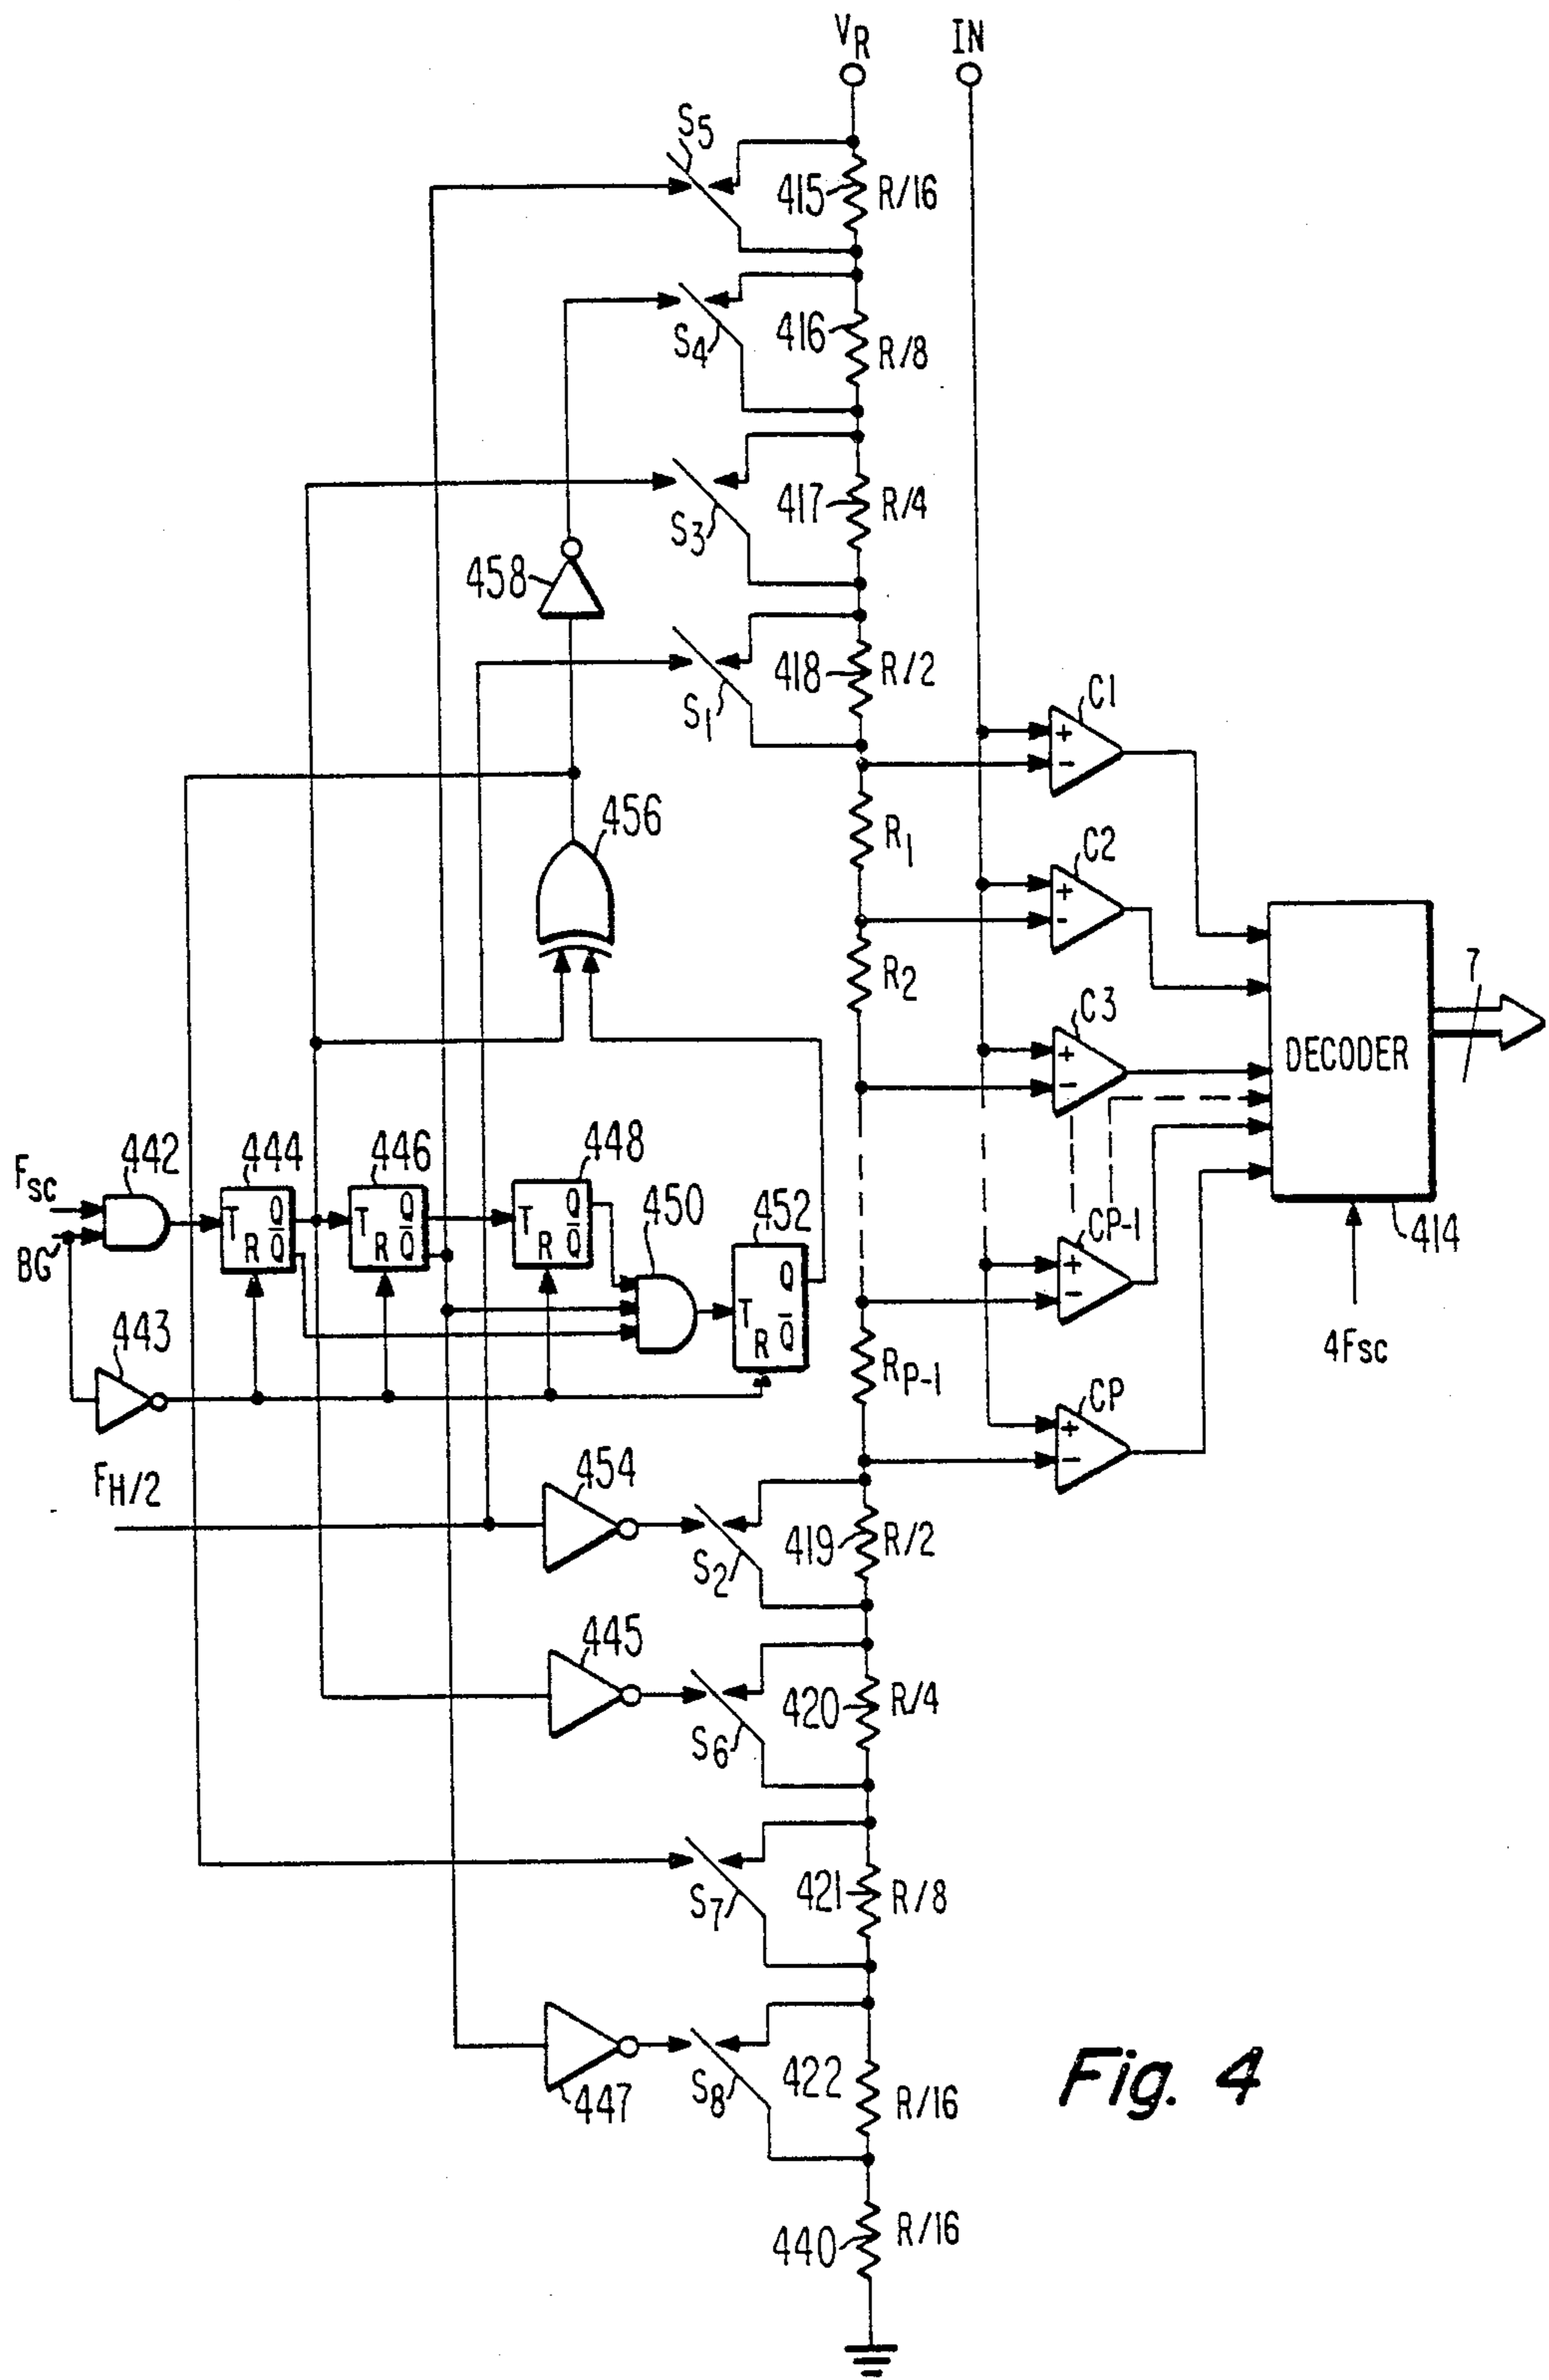 VR
IN
S5
415
R/16
S4
416
R/8
S3
417
R/4
458
S1
418
R/2
C1
+
−
456
R1
C2
+
-
R2
C3
+
−
DECODER
7
442
444
446
448
450
452
FSC
BG
T Q
R Q̅
T Q
R Q̅
T Q
R Q̅
T Q
R Q̅
CP-1
+
-
414
4FSC
443
RP-1
CP
+
−
FH/2
454
S2
419
R/2
445
S6
420
R/4
S7
421
R/8
447
S8
422
R/16
Fig. 4
440
R/16